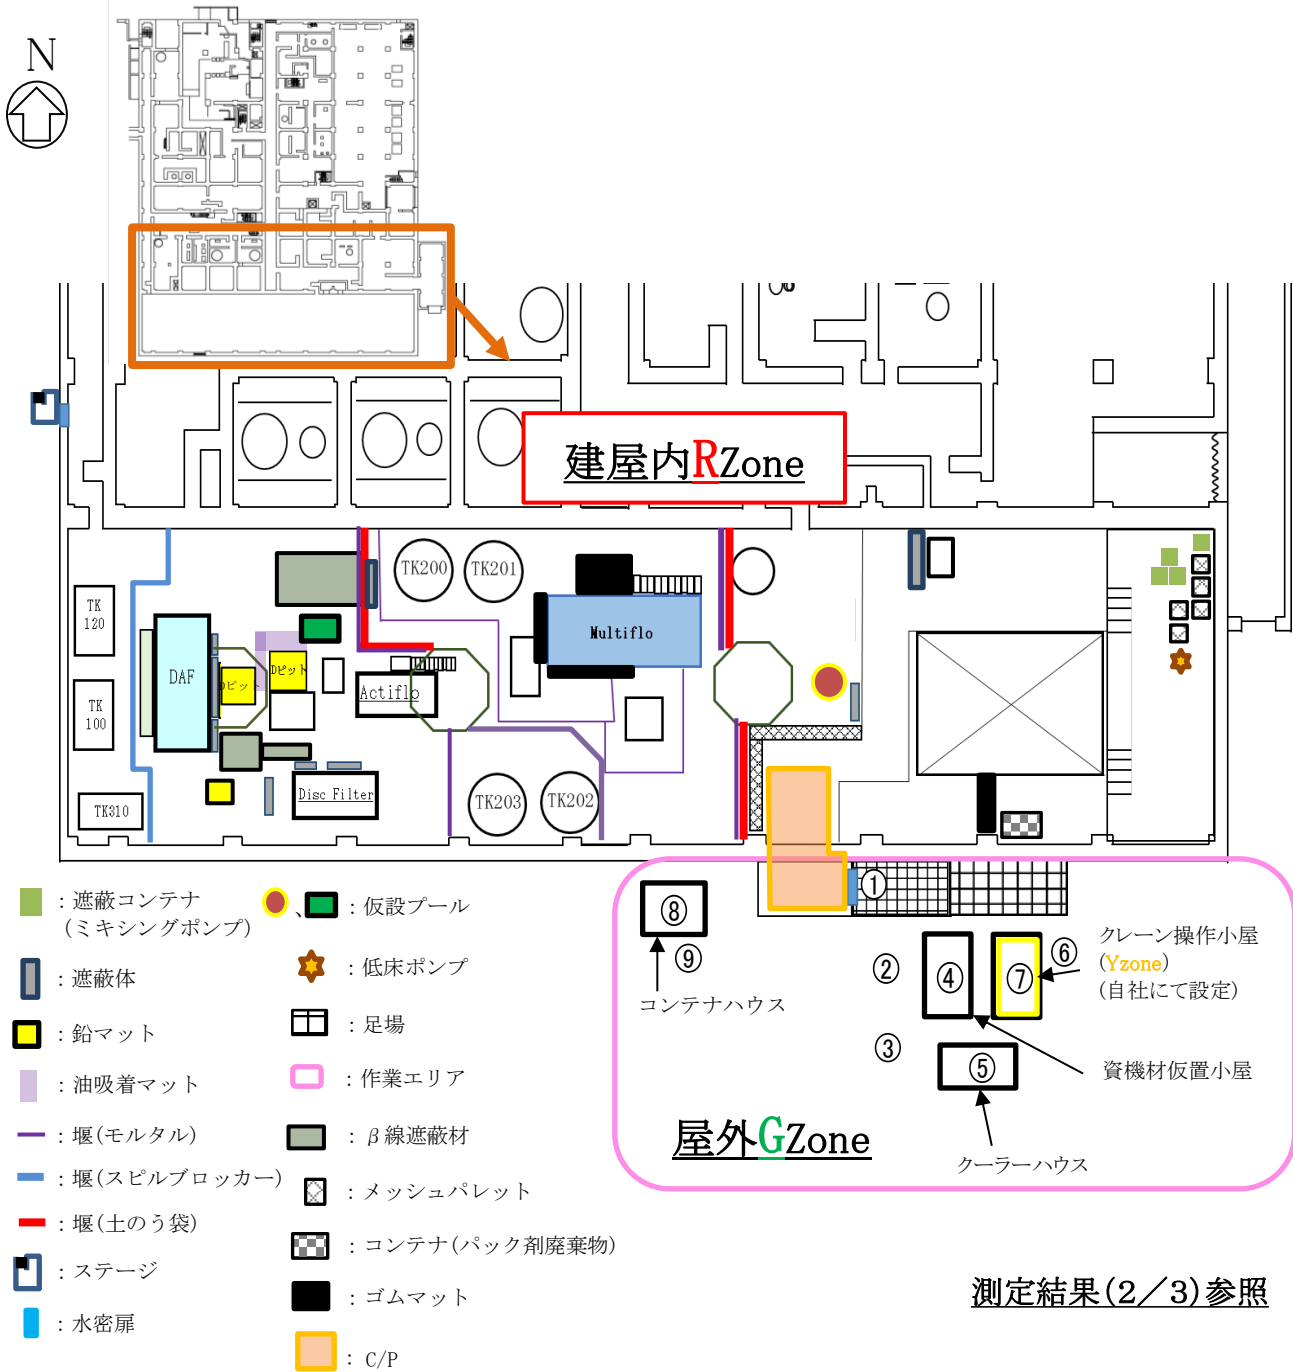 N
建屋内RZone
TK200
TK201
TK
120
Multiflo
DAF
Dピット
Dピット
Actiflo
TK
100
Disc Filter
TK310
TK203
TK202
①
⑧
⑨
コンテナハウス
②
④
⑦
⑥
クレーン操作小屋
(Yzone)
(自社にて設定)
③
⑤
資機材仮置小屋
屋外GZone
クーラーハウス
：遮蔽コンテナ
(ミキシングポンプ)
：遮蔽体
：鉛マット
：油吸着マット
：堰(モルタル)
：堰(スピルブロッカー)
：堰(土のう袋)
：ステージ
：水密扉
、：仮設プール
：低床ポンプ
：足場
：作業エリア
：β線遮蔽材
：メッシュパレット
：コンテナ(パック剤廃棄物)
：ゴムマット
：C/P
測定結果(2／3)参照